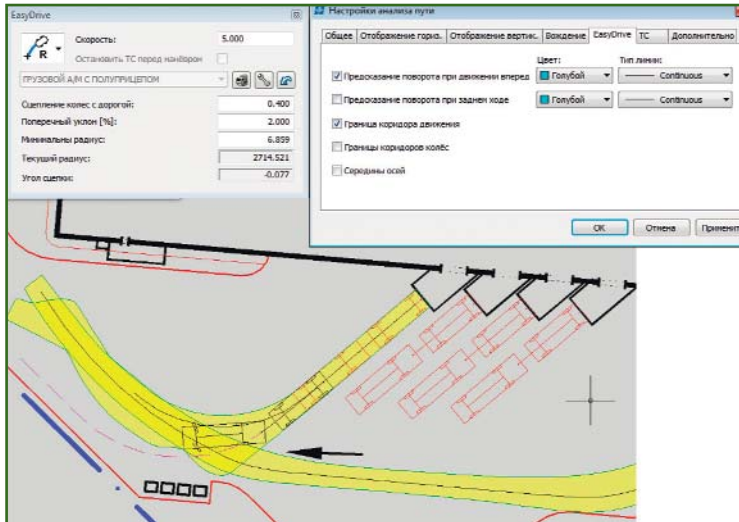 EasyDrive
Скорость: 5.000
R
Остановить ТС перед манёвром
ГРУЗОВОЙ А/М С ПОЛУПРИЦЕПОМ
Сцепление колес с дорогой: 0.400
Поперечный уклон [%]: 2.000
Минимальны радиус: 6.859
Текущий радиус: 2714.521
Угол сцепки: -0.077
Настройки анализа пути
Общее Отображение гориз. Отображение вертик. Вождение EasyDrive ТС Дополнительно
Цвет: Тип линии:
Предсказание поворота при движении вперед Голубой Continuous
Предсказание поворота при заднем ходе Голубой Continuous
Граница коридора движения
Границы коридоров колёс
Середины осей
OK Отмена Применит